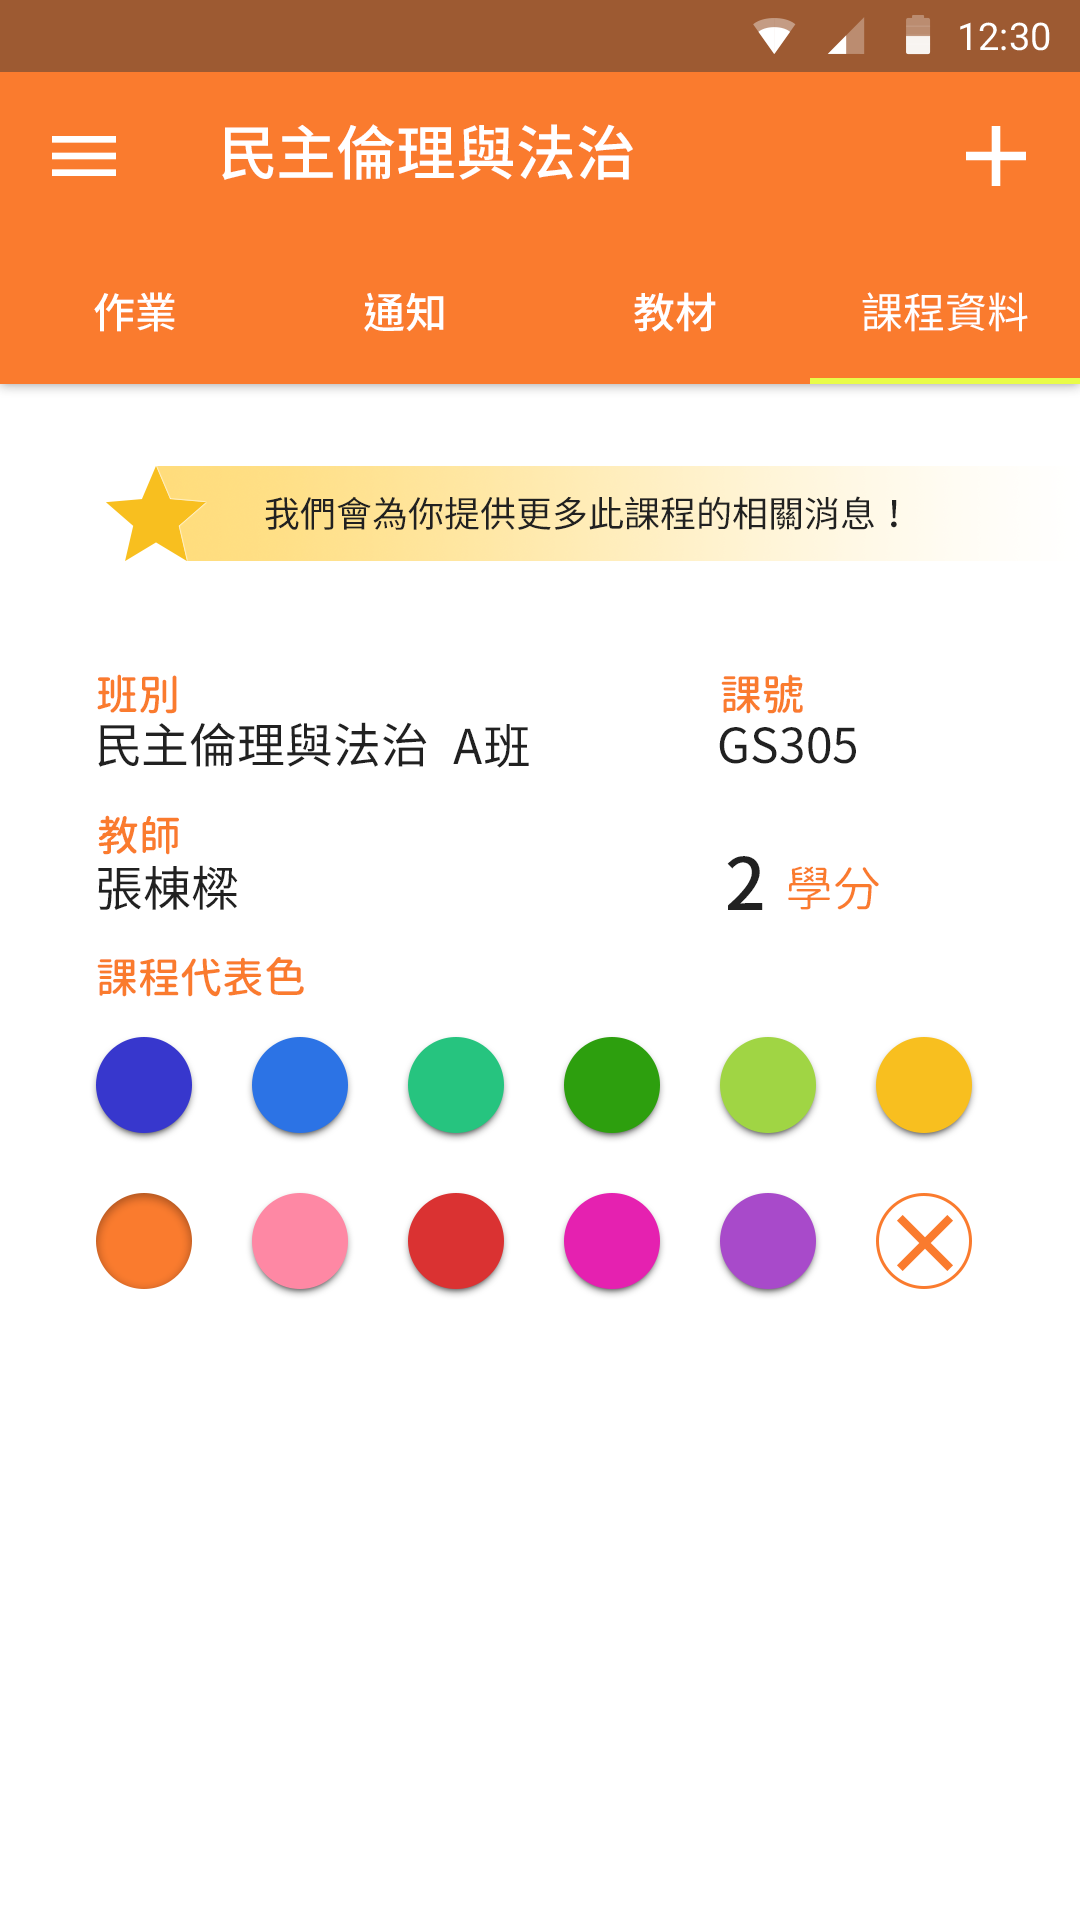 12:30
民主倫理與法治
作業 通知 教材 課程資料
我們會為你提供更多此課程的相關消息！
班別 課號
民主倫理與法治 A班 GS305
教師
張棟樑 2 學分
課程代表色